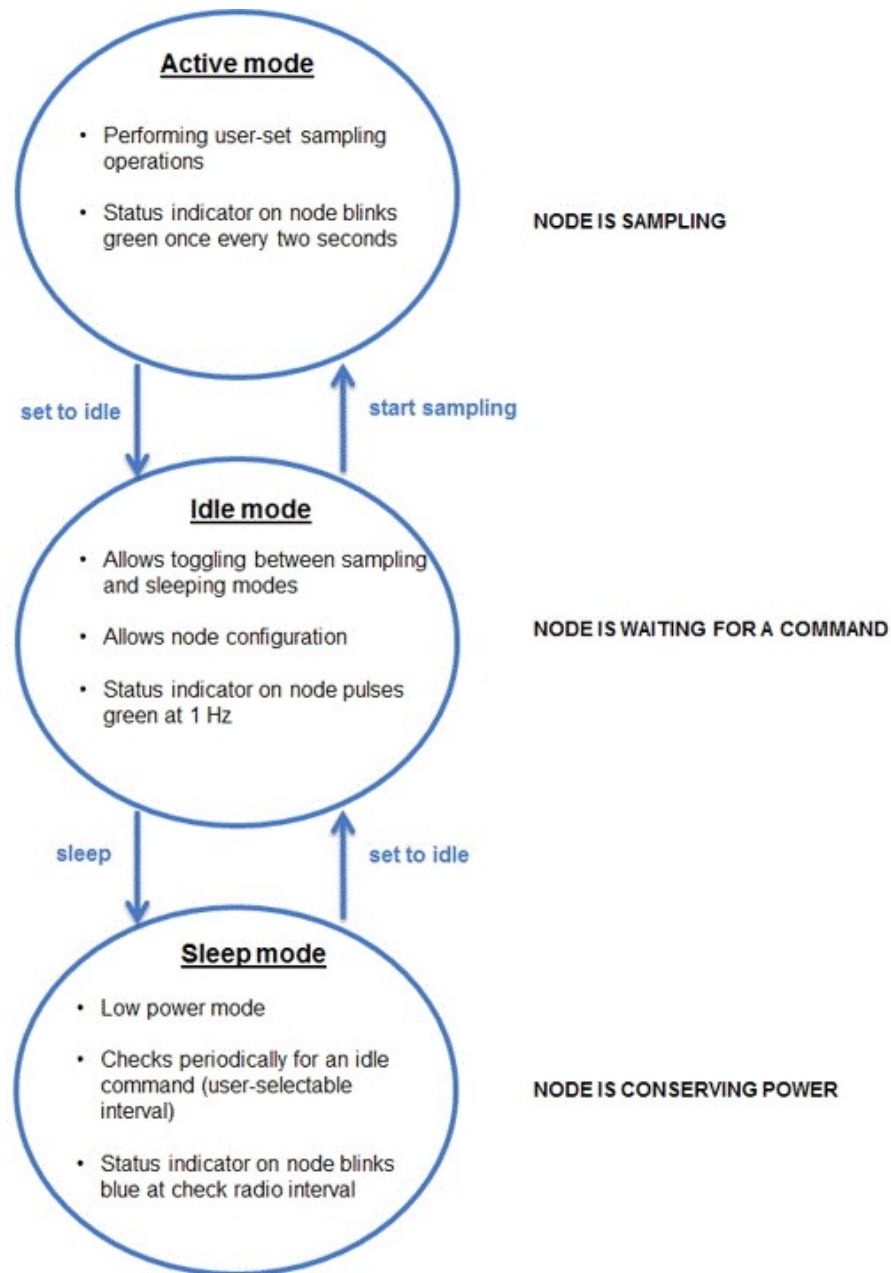 Active mode
• Performing user-set sampling
operations
• Status indicator on node blinks
green once every two seconds
NODE IS SAMPLING
set to idle
start sampling
Idle mode
• Allows toggling between sampling
and sleeping modes
• Allows node configuration
• Status indicator on node pulses
green at 1 Hz
NODE IS WAITING FOR A COMMAND
sleep
set to idle
Sleep mode
• Low power mode
• Checks periodically for an idle
command (user-selectable
interval)
• Status indicator on node blinks
blue at check radio interval
NODE IS CONSERVING POWER